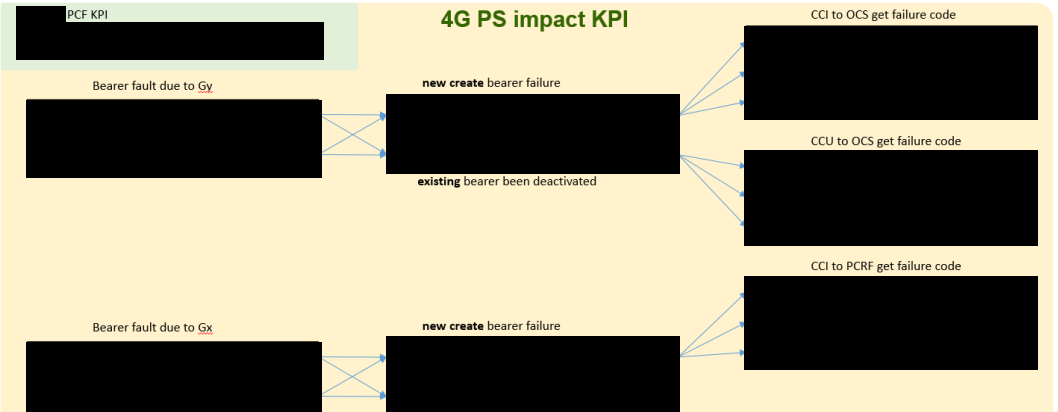 PCF KPI
4G PS impact KPI
CCI to OCS get failure code
Bearer fault due to Gy
new create bearer failure
CCU to OCS get failure code
existing bearer been deactivated
CCI to PCRF get failure code
Bearer fault due to Gx
new create bearer failure